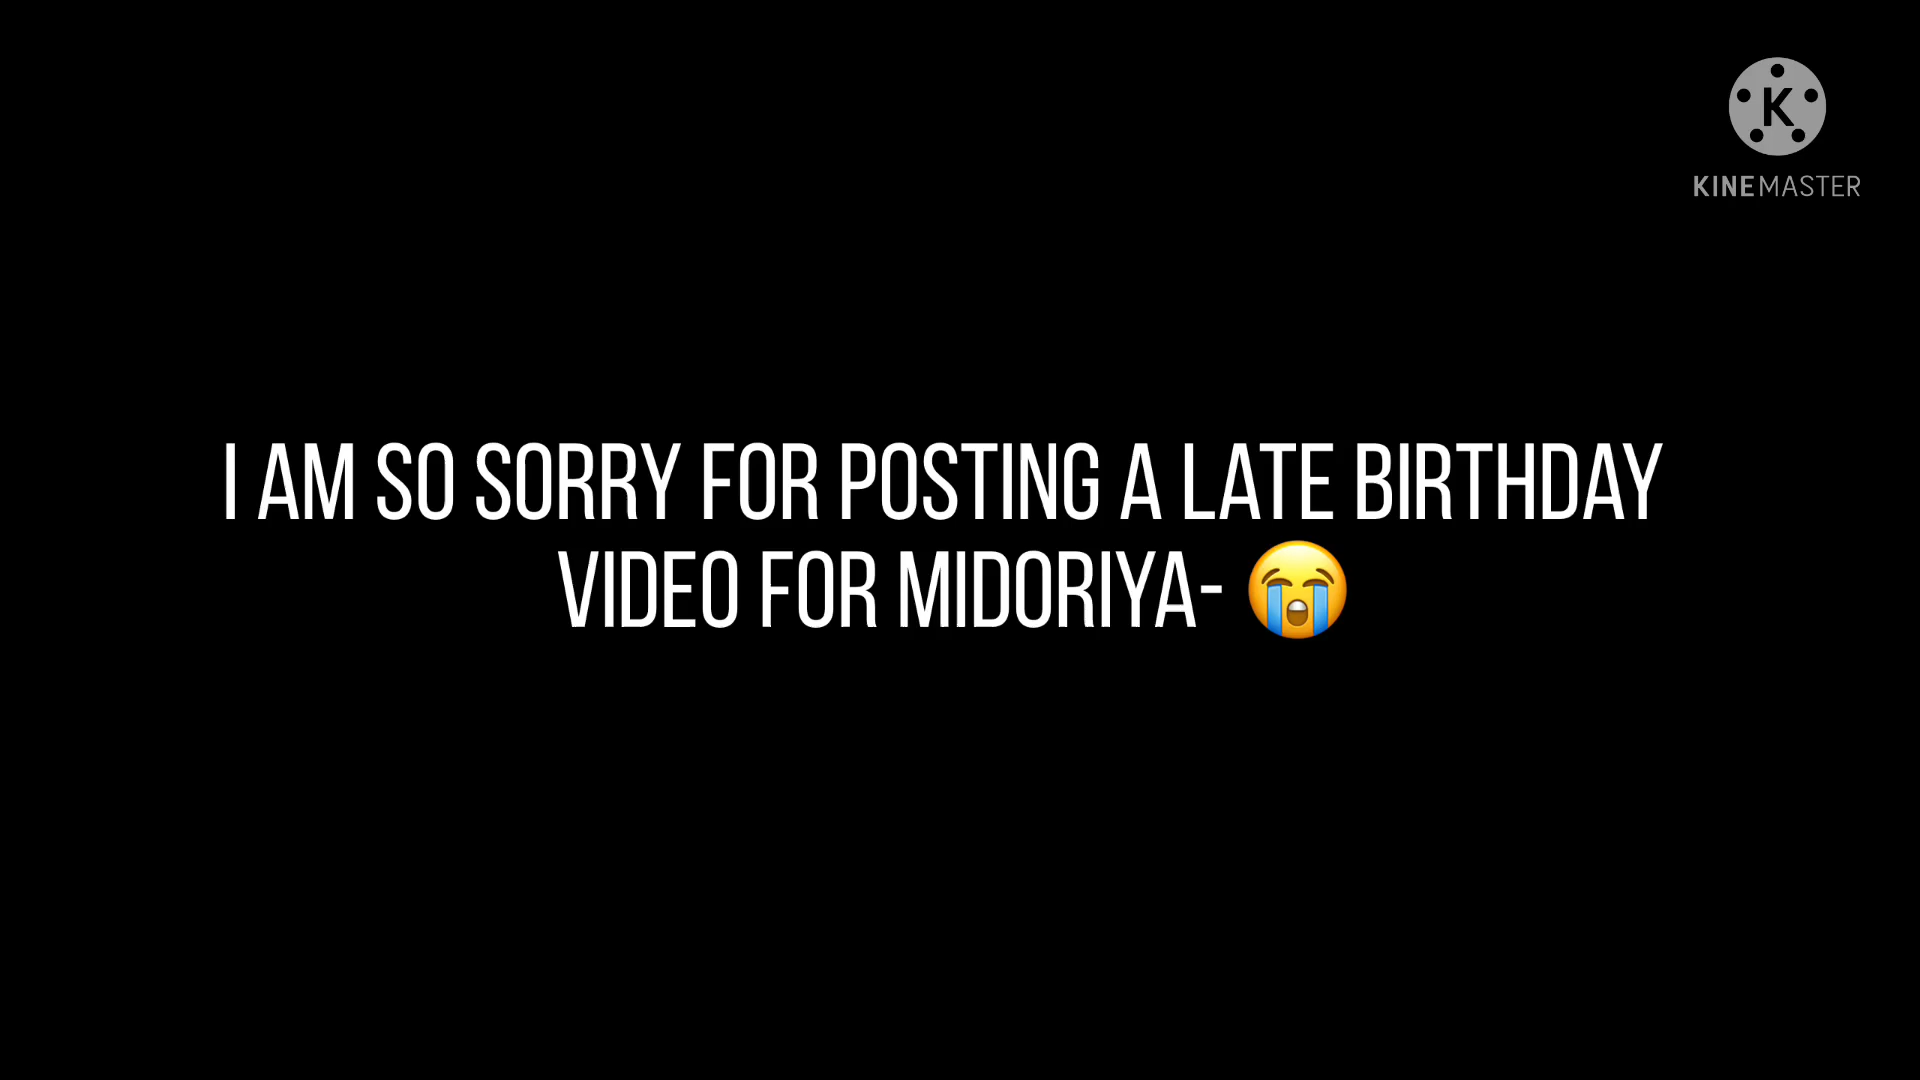 K
KINEMASTER
I AM SO SORRY FOR POSTING A LATE BIRTHDAY
VIDEO FOR MIDORIYA- 😭